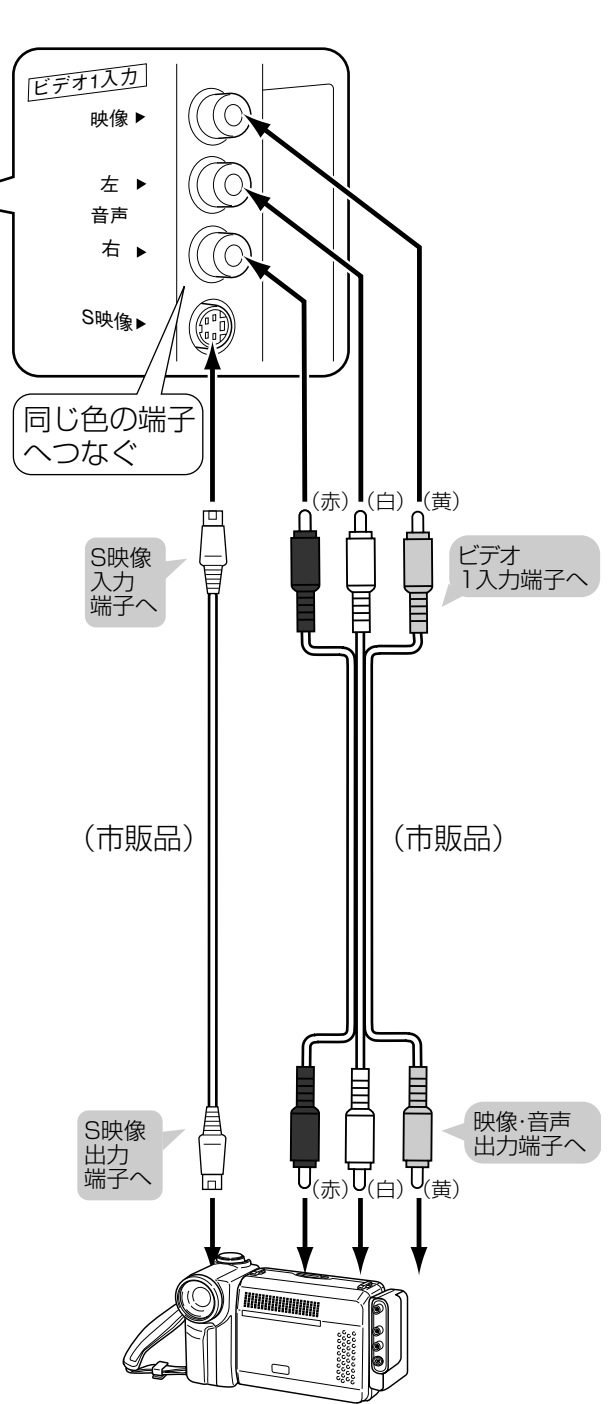 ビデオ1入力
映像▶
左▶
音声
右▶
S映像▶
同じ色の端子
へつなぐ
(赤)(白)(黄)
S映像
入力
端子へ
ビデオ
1入力端子へ
(市販品)
(市販品)
S映像
出力
端子へ
映像·音声
出力端子へ
(赤)(白)(黄)